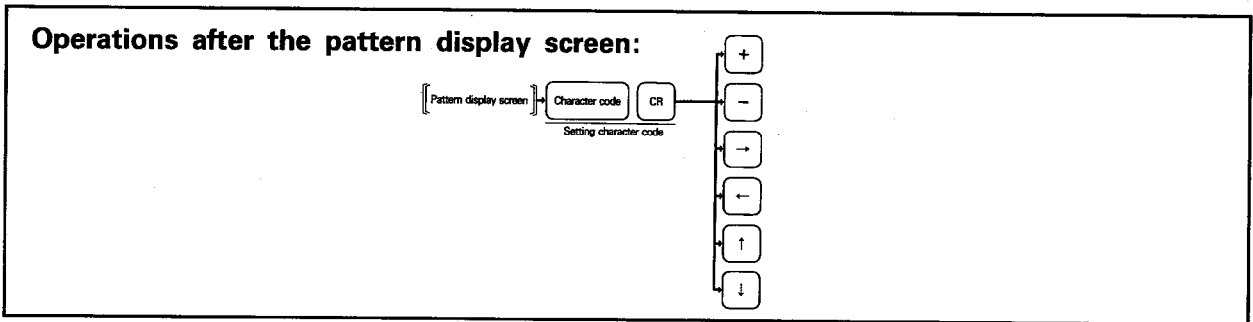 Operations after the pattern display screen:
[Pattern display screen] → Character code CR
Setting character code
+
−
→
←
↑
↓